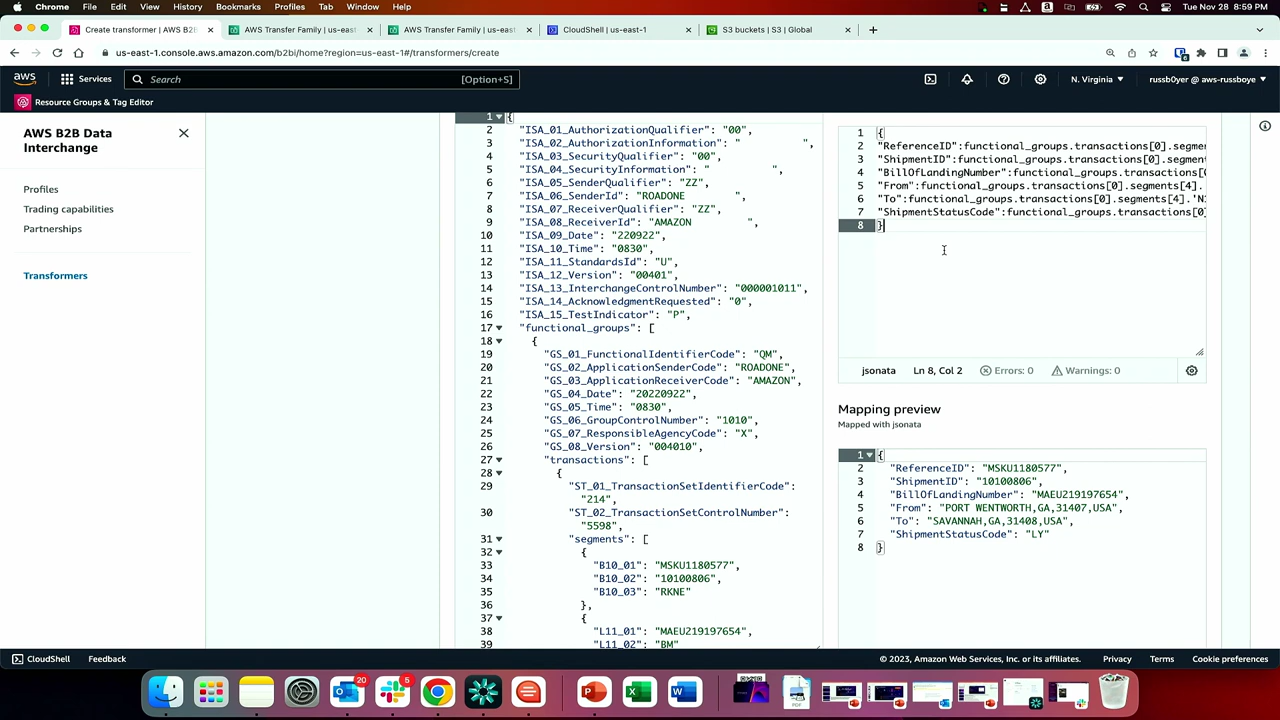 Chrome File Edit View History Bookmarks Profiles Tab Window Help Tue Nov 28 8:59 PM
Create transformer | AWS B2B AWS Transfer Family | us-east AWS Transfer Family | us-east CloudShell | us-east-1 S3 buckets | S3 | Global
us-east-1.console.aws.amazon.com/b2bi/home?region=us-east-1#/transformers/create
aws Services Search [Option+S] N. Virginia russb0yer @ aws-russboye
Resource Groups & Tag Editor
AWS B2B Data
Interchange
Profiles
Trading capabilities
Partnerships
Transformers
1 {
2 "ISA_01_AuthorizationQualifier": "00",
3 "ISA_02_AuthorizationInformation": "          ",
4 "ISA_03_SecurityQualifier": "00",
5 "ISA_04_SecurityInformation": "          ",
6 "ISA_05_SenderQualifier": "ZZ",
7 "ISA_06_SenderId": "ROADONE        ",
8 "ISA_07_ReceiverQualifier": "ZZ",
9 "ISA_08_ReceiverId": "AMAZON         ",
10 "ISA_09_Date": "220922",
11 "ISA_10_Time": "0830",
12 "ISA_11_StandardsId": "U",
13 "ISA_12_Version": "00401",
14 "ISA_13_InterchangeControlNumber": "000001011",
15 "ISA_14_AcknowledgmentRequested": "0",
16 "ISA_15_TestIndicator": "P",
17 "functional_groups": [
18 {
19 "GS_01_FunctionalIdentifierCode": "QM",
20 "GS_02_ApplicationSenderCode": "ROADONE",
21 "GS_03_ApplicationReceiverCode": "AMAZON",
22 "GS_04_Date": "20220922",
23 "GS_05_Time": "0830",
24 "GS_06_GroupControlNumber": "1010",
25 "GS_07_ResponsibleAgencyCode": "X",
26 "GS_08_Version": "004010",
27 "transactions": [
28 {
29 "ST_01_TransactionSetIdentifierCode":
"214",
30 "ST_02_TransactionSetControlNumber":
"5598",
31 "segments": [
32 {
33 "B10_01": "MSKU1180577",
34 "B10_02": "10100806",
35 "B10_03": "RKNE"
36 },
37 {
38 "L11_01": "MAEU219197654",
39 "L11_02": "BM"
1 {
2 "ReferenceID":functional_groups.transactions[0].segment
3 "ShipmentID":functional_groups.transactions[0].segments
4 "BillOfLandingNumber":functional_groups.transactions[0
5 "From":functional_groups.transactions[0].segments[4].
6 "To":functional_groups.transactions[0].segments[4].'N
7 "ShipmentStatusCode":functional_groups.transactions[0]
8 }
jsonata Ln 8, Col 2 Errors: 0 Warnings: 0
Mapping preview
Mapped with jsonata
1 {
2 "ReferenceID": "MSKU1180577",
3 "ShipmentID": "10100806",
4 "BillOfLandingNumber": "MAEU219197654",
5 "From": "PORT WENTWORTH,GA,31407,USA",
6 "To": "SAVANNAH,GA,31408,USA",
7 "ShipmentStatusCode": "LY"
8 }
CloudShell Feedback © 2023, Amazon Web Services, Inc. or its affiliates. Privacy Terms Cookie preferences
20 5